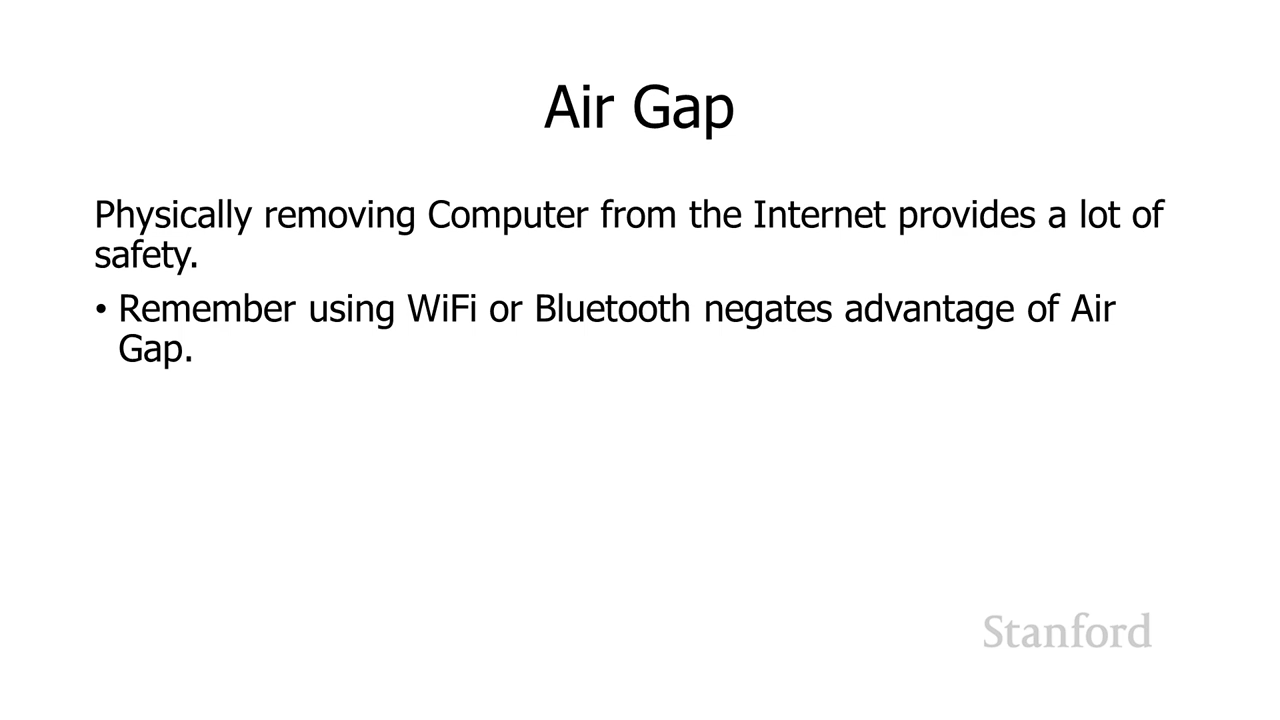 Air Gap
Physically removing Computer from the Internet provides a lot of
safety.
• Remember using WiFi or Bluetooth negates advantage of Air
Gap.
Stanford